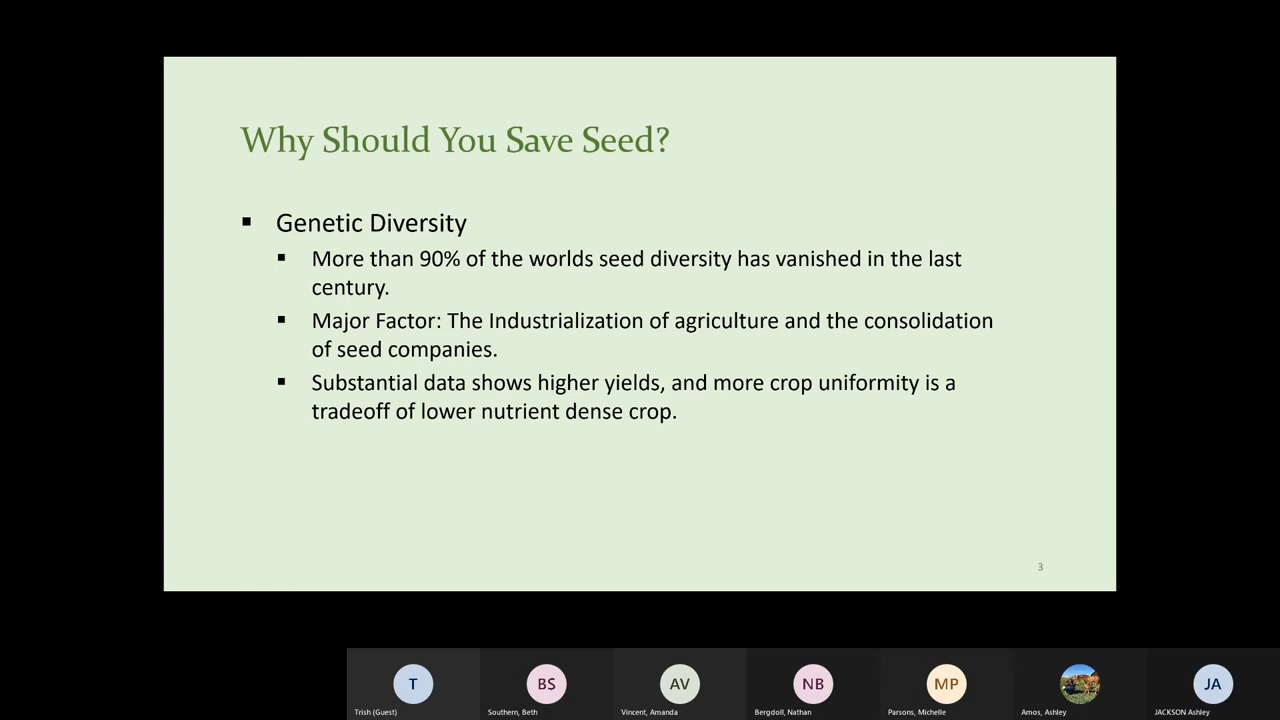 Why Should You Save Seed?
▪ Genetic Diversity
▪ More than 90% of the worlds seed diversity has vanished in the last
century.
▪ Major Factor: The Industrialization of agriculture and the consolidation
of seed companies.
▪ Substantial data shows higher yields, and more crop uniformity is a
tradeoff of lower nutrient dense crop.
3
T
BS
AV
NB
MP
JA
Trish (Guest)
Southern, Beth
Vincent, Amanda
Bergdoll, Nathan
Parsons, Michelle
Amos, Ashley
JACKSON Ashley